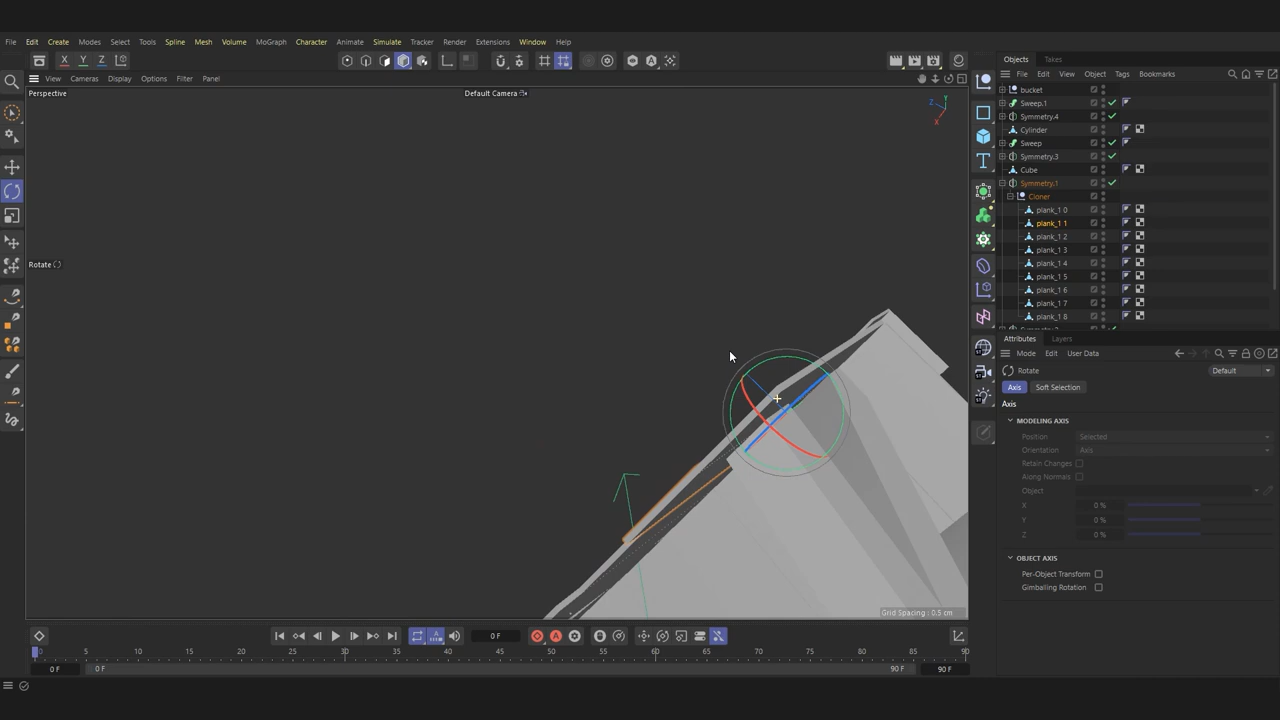 File Edit Create Modes Select Tools Spline Mesh Volume MoGraph Character Animate Simulate Tracker Render Extensions Window Help
X Y Z
View Cameras Display Options Filter Panel
Perspective
Default Camera
Z Y X
Rotate
Grid Spacing : 0.5 cm
0 F
0 5 10 15 20 25 30 35 40 45 50 55 60 65 70 75 80 85 90
0 F 0 F 90 F 90 F
Objects Takes
File Edit View Object Tags Bookmarks
bucket
Sweep.1
Symmetry.4
Cylinder
Sweep
Symmetry.3
Cube
Symmetry.1
Cloner
plank_1 0
plank_1 1
plank_1 2
plank_1 3
plank_1 4
plank_1 5
plank_1 6
plank_1 7
plank_1 8
Attributes Layers
Mode Edit User Data
Rotate Default
Axis Soft Selection
Axis
MODELING AXIS
Position Selected
Orientation Axis
Retain Changes
Along Normals
Object
X 0 %
Y 0 %
Z 0 %
OBJECT AXIS
Per-Object Transform
Gimballing Rotation